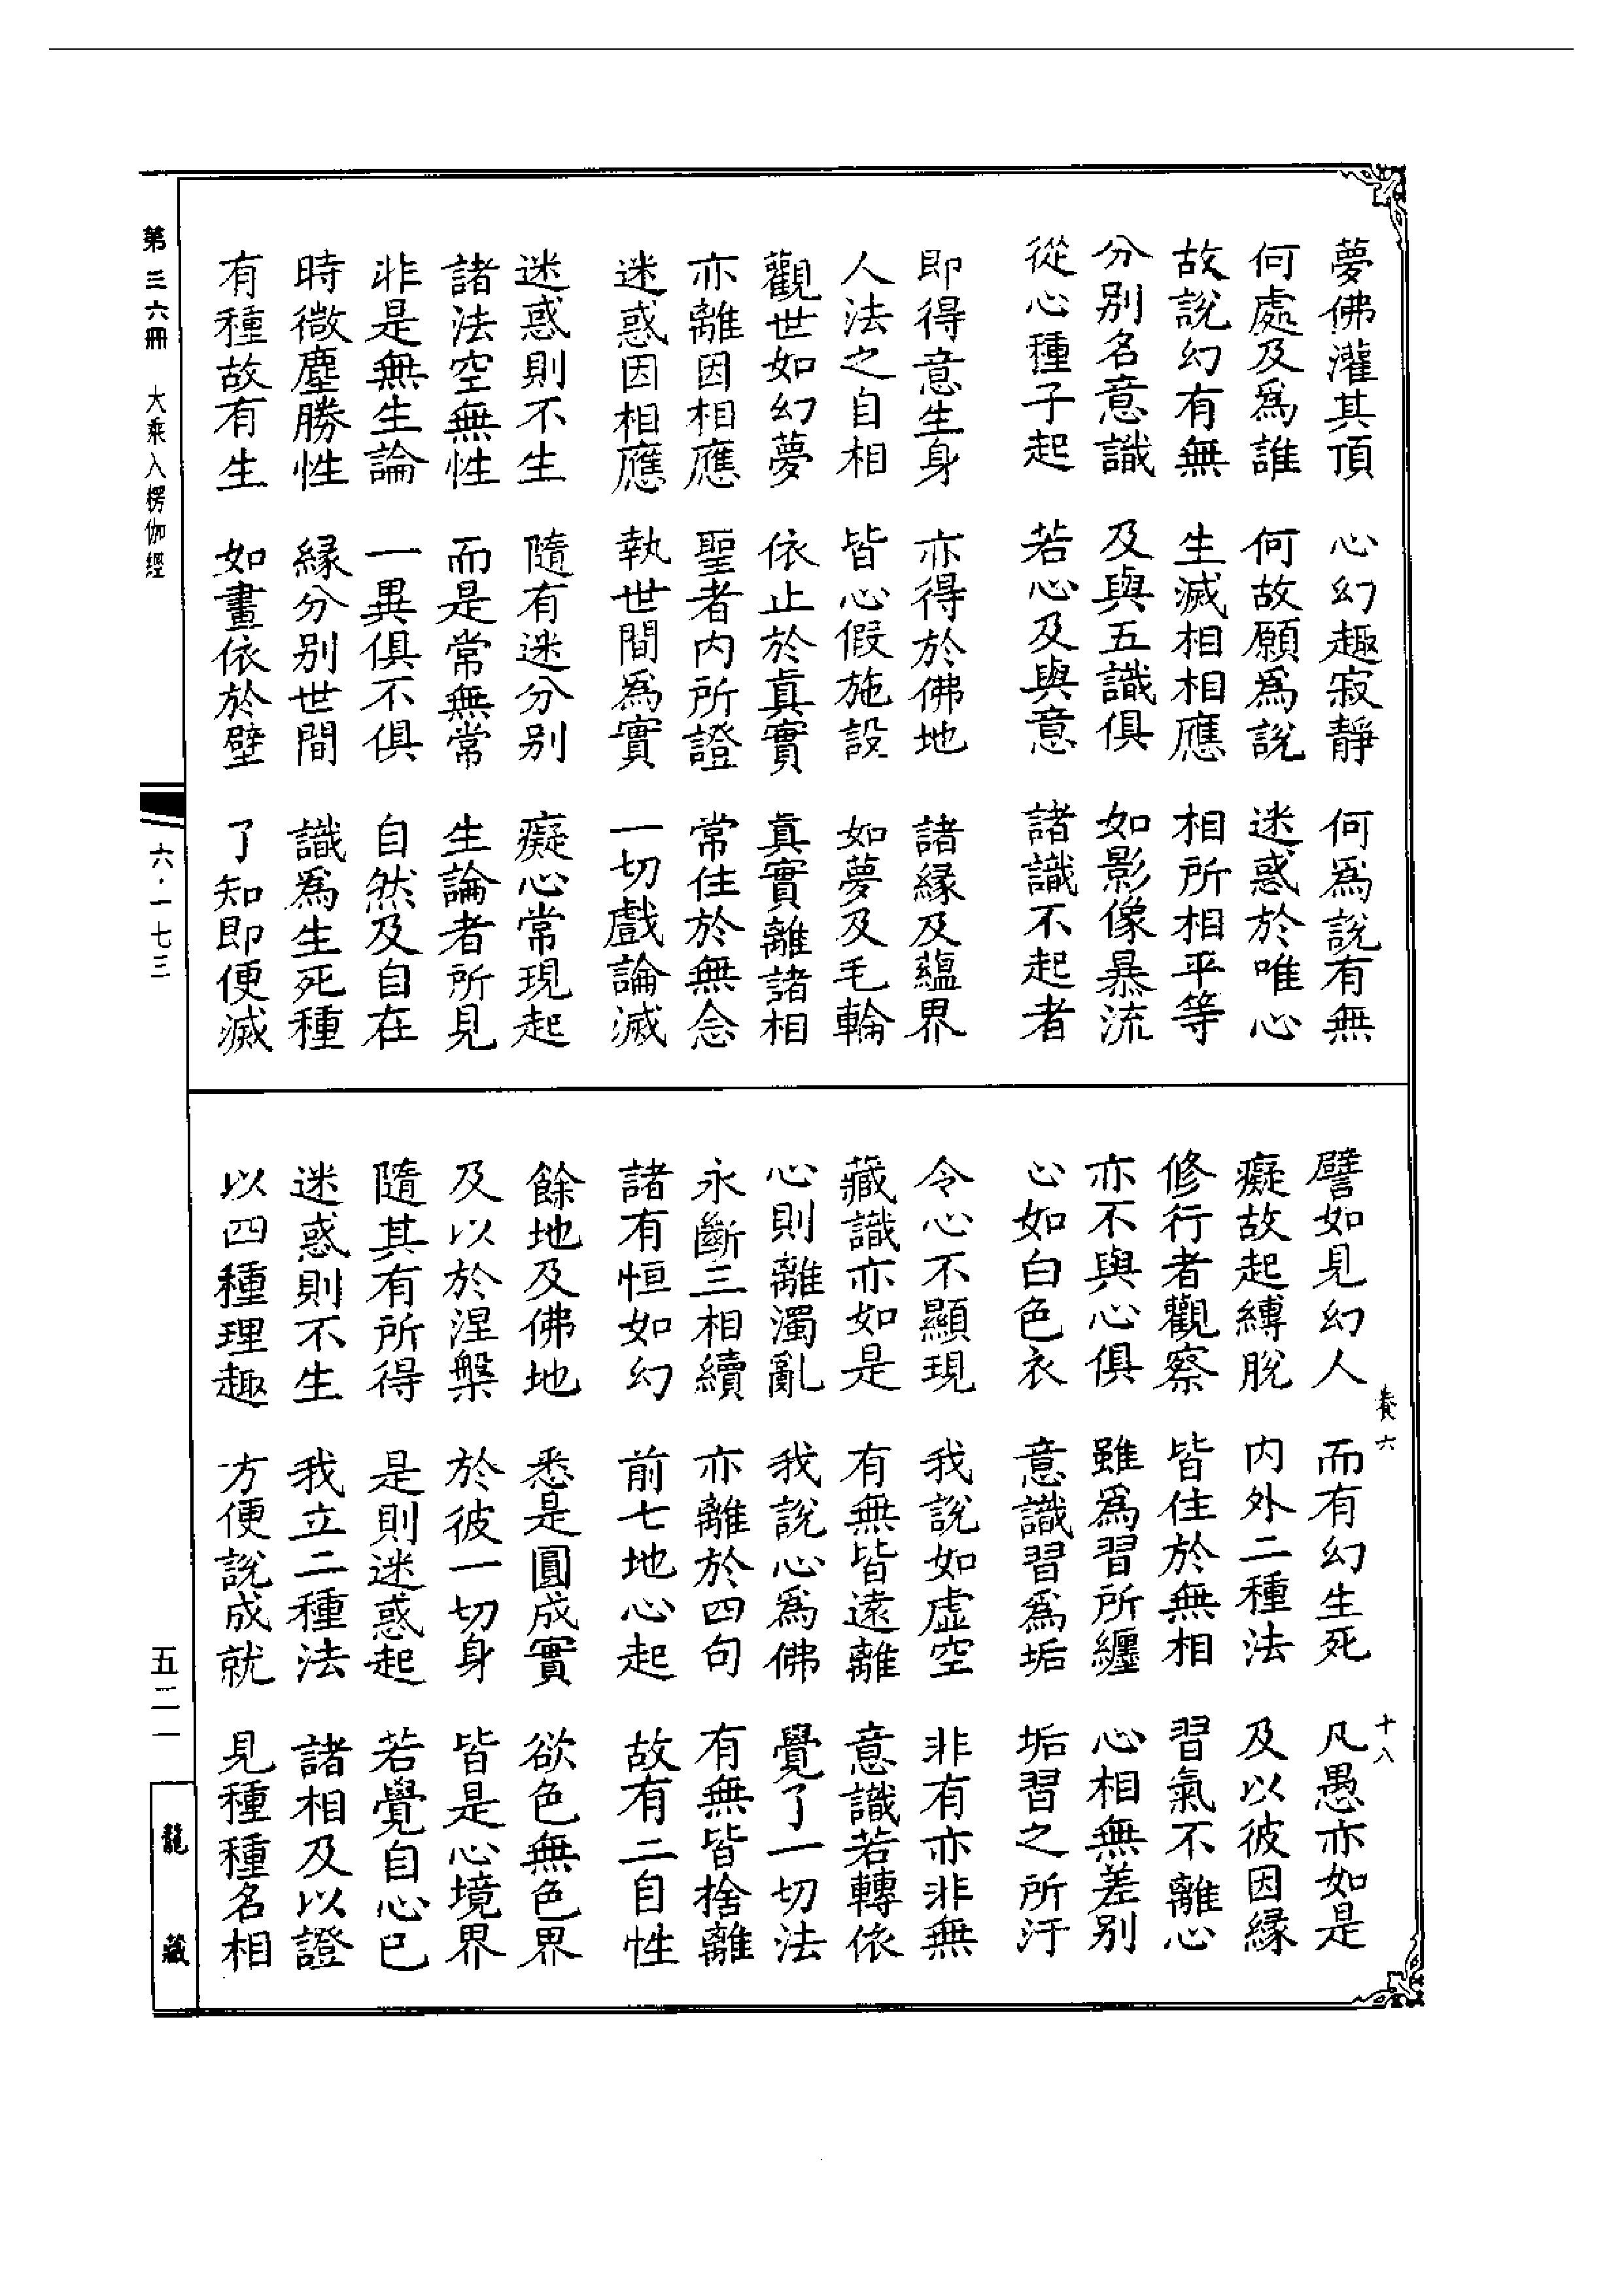 夢佛灌其頂　心幻趣寂靜　何爲說有無
何處及爲誰　何故願爲說　迷惑於唯心
故說幻有無　生滅相相應　相所相平等
分别名意識　及與五識俱　如影像暴流
從心種子起　若心及與意　諸識不起者
即得意生身　亦得於佛地　諸緣及蘊界
人法之自相　皆心假施設　如夢及毛輪
觀世如幻夢　依止於真實　真實離諸相
亦離因相應　聖者内所證　常住於無念
迷惑因相應　執世間爲實　一切戲論滅
迷惑則不生　隨有迷分别　癡心常現起
諸法空無性　而是常無常　生論者所見
非是無生論　一異俱不俱　自然及自在
時微塵勝性　緣分别世間　識爲生死種
有種故有生　如畫依於壁　了知即便滅
第三六冊　大乘入楞伽經
六·一七三
養六　十八
譬如見幻人　而有幻生死　凡愚亦如是
癡故起縛脫　内外二種法　及以彼因緣
修行者觀察　皆住於無相　習氣不離心
亦不與心俱　雖爲習所纏　心相無差别
心如白色衣　意識習爲垢　垢習之所汙
令心不顯現　我說如虛空　非有亦非無
藏識亦如是　有無皆遠離　意識若轉依
心則離濁亂　我說心爲佛　覺了一切法
永斷三相續　亦離於四句　有無皆捨離
諸有恒如幻　前七地心起　故有二自性
餘地及佛地　悉是圓成實　欲色無色界
及以於涅槃　於彼一切身　皆是心境界
隨其有所得　是則迷惑起　若覺自心已
迷惑則不生　我立二種法　諸相及以證
以四種理趣　方便說成就　見種種名相
五二一
龍藏